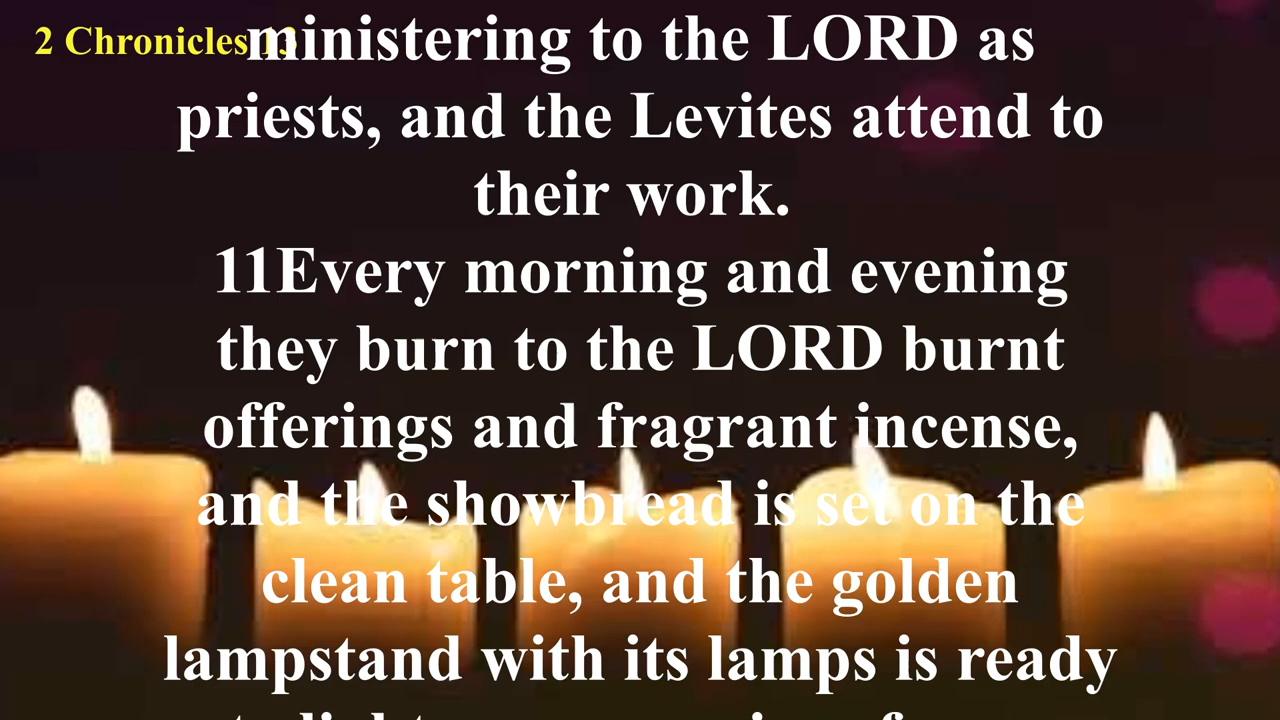 2 Chronicles 13
ministering to the LORD as
priests, and the Levites attend to
their work.
11Every morning and evening
they burn to the LORD burnt
offerings and fragrant incense,
and the showbread is set on the
clean table, and the golden
lampstand with its lamps is ready